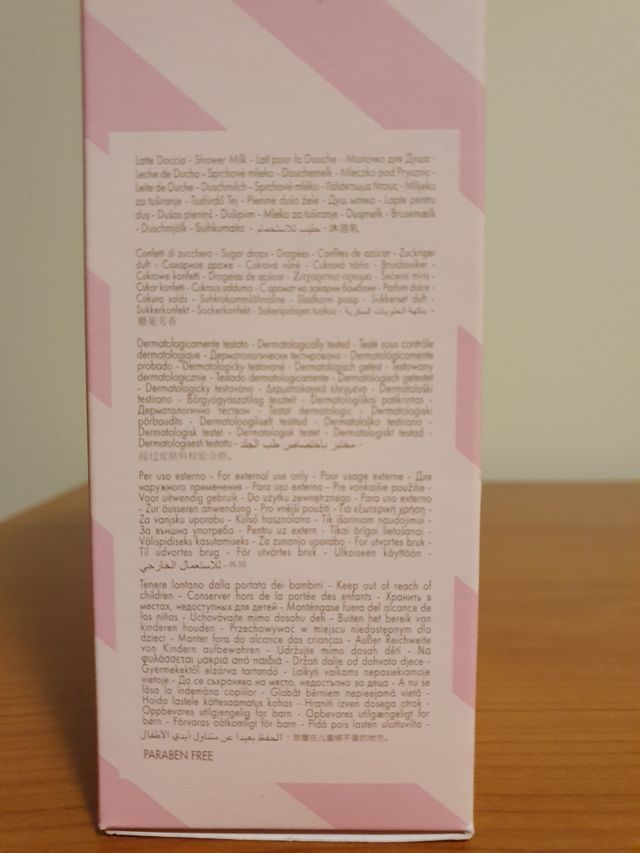 Latte Doccia - Shower Milk - Lait pour la Douche - Молочко для Душа -
Leche de Ducha - Sprchové mlieko - Douchemelk - Mleczko pod Prysznic -
Leite de Duche - Duschmilch - Sprchové mléko - Γαλάκτωμα Ντους - Mlijeko
za tuširanje - Tusfürdő Tej - Pieninė dušo želė - Душ мляко - Lapte pentru
duș - Dušas pieniņš - Dušipiim - Mleko za tuširanje - Dusjmelk - Brusemælk
- Duschmjölk - Suihkumaito - حليب للاستحمام - 沐浴乳
Confetti di zucchero - Sugar drops - Dragées - Confites de azúcar - Zuckriger
duft - Сахарное драже - Cukrová vůně - Cukrová vôňa - Bruidssuiker -
Cukrowe konfetti - Drageias de açúcar - Ζαχαρένιο άρωμα - Šećerni miris -
Cukor konfetti - Cukraus saldumo - С аромат на захарни бонбони - Parfum dulce -
Cukura salds - Suhkrukommilõhnaline - Sladkorni posip - Sukkersøt duft -
Sukkerkonfekt - Sockerkonfekt - Sokeripalojen tuoksu - بنكهة الحلويات السكرية -
糖果芳香
Dermatologicamente testato - Dermatologically tested - Testé sous contrôle
dermatologique - Дерматологически тестировано - Dermatológicamente
probado - Dermatologicky testované - Dermatologisch getest - Testowany
dermatologicznie - Testado dermatologicamente - Dermatologisch getestet
- Dermatologicky testováno - Δερματολογικά ελεγμένο - Dermatološki
testirano - Bőrgyógyászatilag tesztelt - Dermatologiškai patikrintas -
Дерматологично тестван - Testat dermatologic - Dermatoloģiski
pārbaudīts - Dermatoloogiliselt testitud - Dermatološko testirano -
Dermatologisk testet - Dermatologisk testet - Dermatologiskt testad -
Dermatologisesti testattu - مختبر باختصاص طب الجلد -
经过皮肤科检验合格。
Per uso esterno - For external use only - Pour usage externe - Для
наружного применения - Para uso externo - Pre vonkajšie použitie -
Voor uitwendig gebruik - Do użytku zewnętrznego - Para uso externo
- Zur äusseren anwendung - Pro vnější použití - Για εξωτερική χρήση -
Za vanjsku uporabu - Külső használatra - Tik išoriniam naudojimui -
За външна употреба - Pentru uz extern - Tikai ārīgai lietošanai -
Välispidiseks kasutamiseks - Za zunanjo uporabo - For utvortes bruk -
Til udvortes brug - För utvärtes bruk - Ulkoiseen käyttöön -
للاستعمال الخارجي - 外用
Tenere lontano dalla portata dei bambini - Keep out of reach of
children - Conserver hors de la portée des enfants - Хранить в
местах, недоступных для детей - Manténgase fuera del alcance de
los niños - Uchovávajte mimo dosahu detí - Buiten het bereik van
kinderen houden - Przechowywać w miejscu niedostępnym dla
dzieci - Manter fora do alcance das crianças - Außer Reichweite
von Kindern aufbewahren - Udržujte mimo dosah dětí - Να
φυλάσσεται μακριά από παιδιά - Držati dalje od dohvata djece -
Gyermekektől elzárva tartandó - Laikyti vaikams nepasiekiamoje
vietoje - Да се съхранява на място, недостъпно за деца - A nu se
lăsa la îndemâna copiilor - Glabāt bērniem nepieejamā vietā -
Hoida lastele kättesaamatus kohas - Hraniti izven dosega otrok -
Oppbevares utilgjengelig for barn - Opbevares utilgængeligt for
børn - Förvaras oåtkomligt för barn - Pidä pois lasten ulottuvilta -
الحفظ بعيدا عن متناول أيدي الأطفال - 放置在儿童够不着的地方。
PARABEN FREE